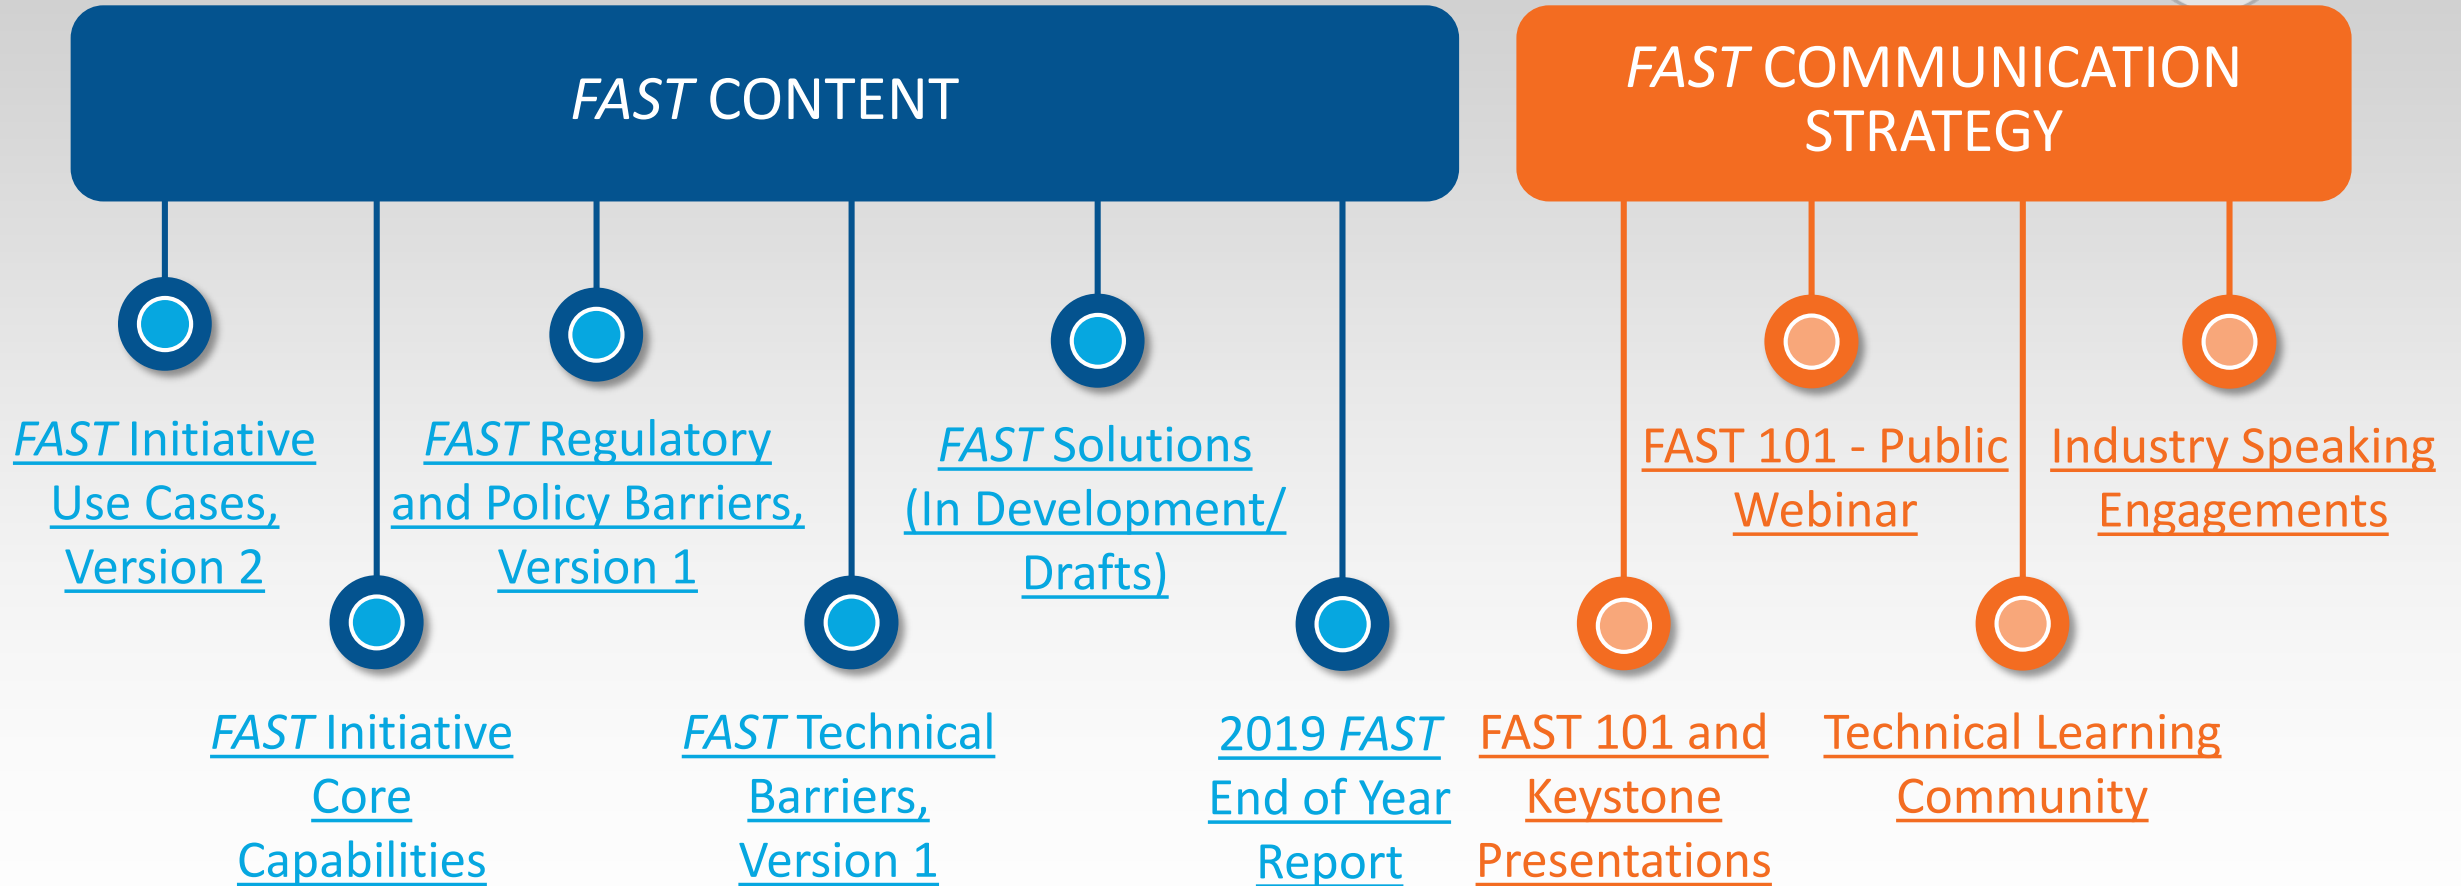 FAST CONTENT
FAST COMMUNICATION
STRATEGY
FAST Initiative
Use Cases,
Version 2
FAST Initiative
Core
Capabilities
FAST Regulatory
and Policy Barriers,
Version 1
FAST Technical
Barriers,
Version 1
FAST Solutions
(In Development/
Drafts)
2019 FAST
End of Year
Report
FAST 101 and
Keystone
Presentations
FAST 101 - Public
Webinar
Technical Learning
Community
Industry Speaking
Engagements